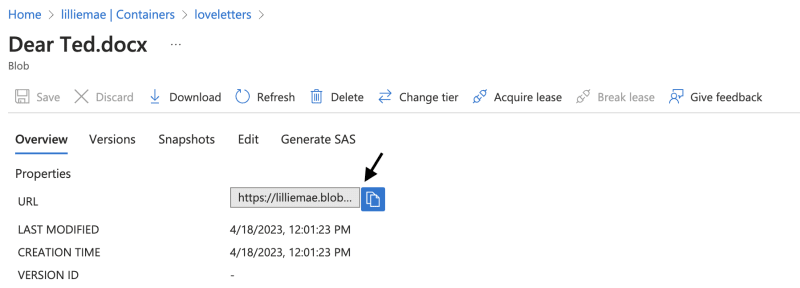 Home > lilliemae | Containers > loveletters >
Dear Ted.docx ...
Blob
Save Discard Download Refresh Delete Change tier Acquire lease Break lease Give feedback
Overview Versions Snapshots Edit Generate SAS
Properties
URL https://lilliemae.blob...
LAST MODIFIED 4/18/2023, 12:01:23 PM
CREATION TIME 4/18/2023, 12:01:23 PM
VERSION ID -